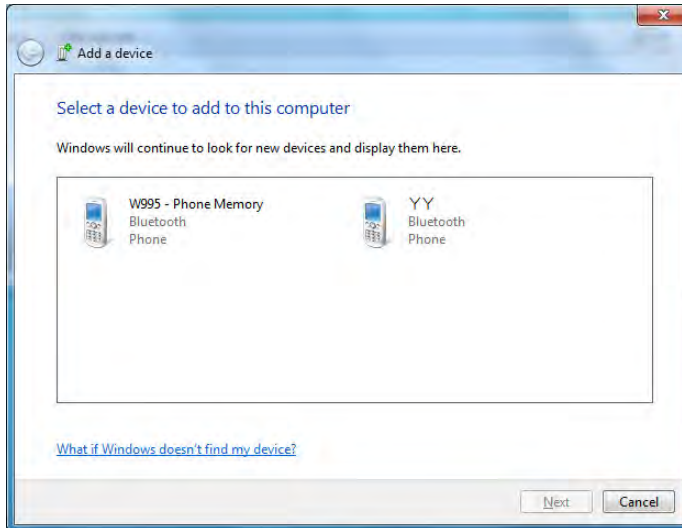 Add a device
Select a device to add to this computer
Windows will continue to look for new devices and display them here.
W995 - Phone Memory
Bluetooth
Phone
YY
Bluetooth
Phone
What if Windows doesn't find my device?
Next
Cancel